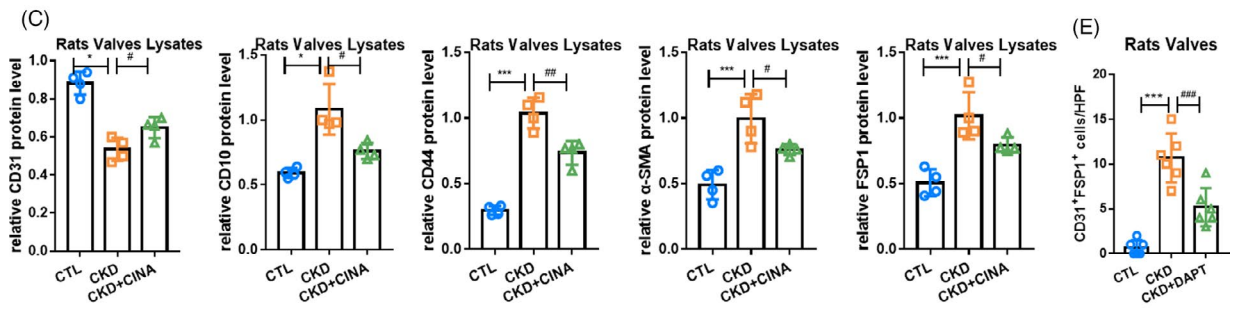 (C)
Rats Valves Lysates
relative CD31 protein level
1.0
0.8
0.6
0.4
0.2
0.0
*
#
CTL
CKD
CKD+CINA
Rats Valves Lysates
relative CD10 protein level
1.5
1.0
0.5
0.0
*
#
CTL
CKD
CKD+CINA
Rats Valves Lysates
relative CD44 protein level
1.5
1.0
0.5
0.0
***
##
CTL
CKD
CKD+CINA
Rats Valves Lysates
relative α-SMA protein level
1.5
1.0
0.5
0.0
***
#
CTL
CKD
CKD+CINA
Rats Valves Lysates
relative FSP1 protein level
1.5
1.0
0.5
0.0
***
#
CTL
CKD
CKD+CINA
(E)
Rats Valves
CD31⁺FSP1⁺ cells/HPF
20
15
10
5
0
***
###
CTL
CKD
CKD+DAPT